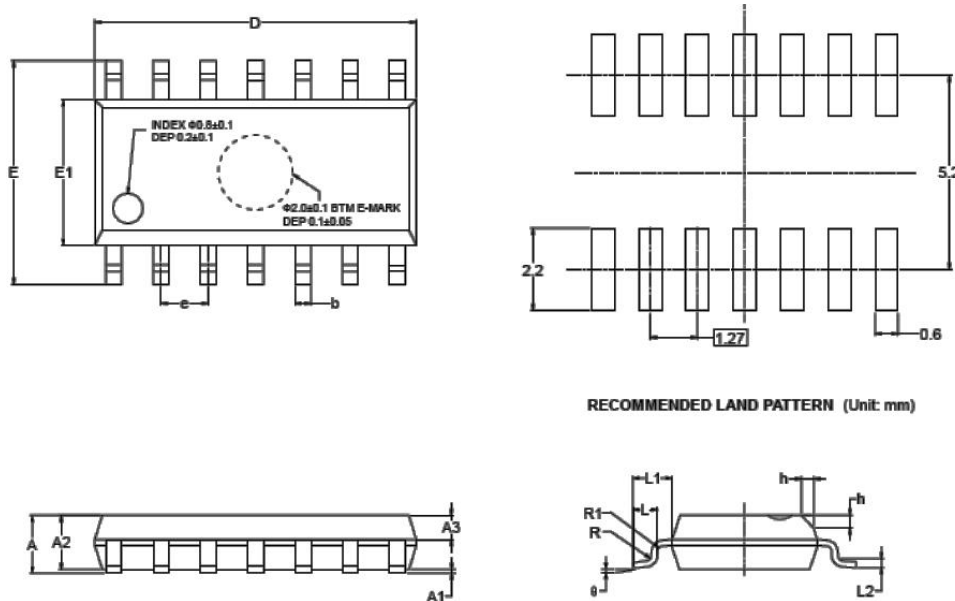 D
INDEX Φ0.8±0.1
DEP 0.2±0.1
E
E1
Φ2.0±0.1 BTM E-MARK
DEP 0.1±0.05
e
b
5.2
2.2
1.27
0.6
RECOMMENDED LAND PATTERN (Unit: mm)
A
A2
A3
A1
L1
h
h
L
R1
R
θ
L2